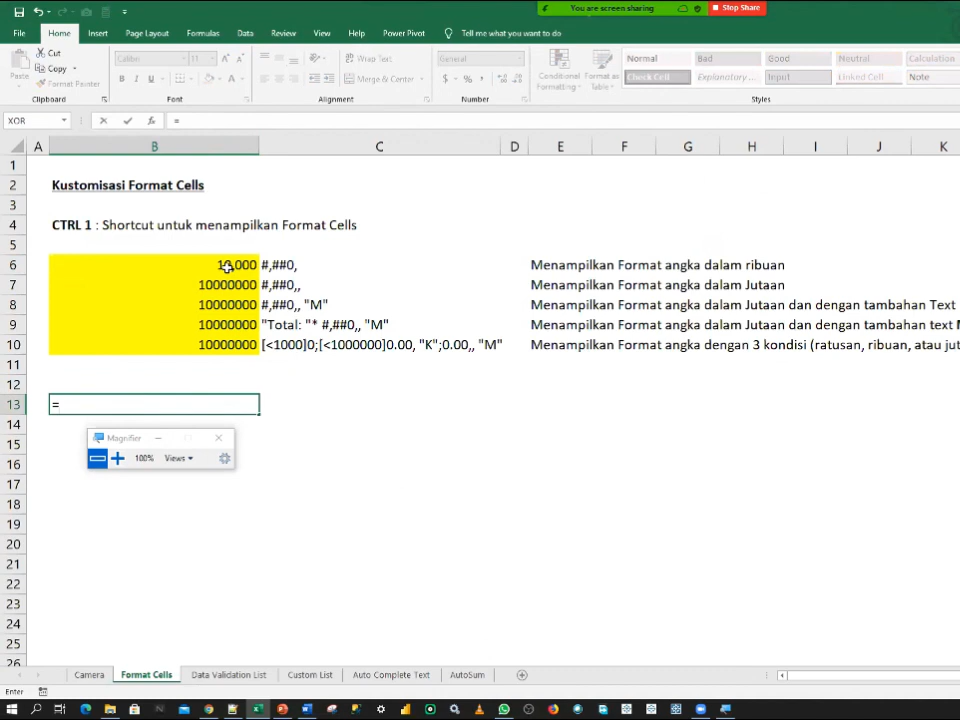 You are screen sharing
Stop Share
File Home Insert Page Layout Formulas Data Review View Help Power Pivot Tell me what you want to do
Paste
Cut
Copy
Format Painter
Clipboard
Calibri 11
B I U
Font
Wrap Text
Merge & Center
Alignment
General
$ %
Number
Conditional Formatting
Format as Table
Normal Bad Good Neutral Calculation
Check Cell Explanatory ... Input Linked Cell Note
Styles
XOR =
A B C D E F G H I J K
1
2 Kustomisasi Format Cells
3
4 CTRL 1 : Shortcut untuk menampilkan Format Cells
5
6 10,000 #,##0, Menampilkan Format angka dalam ribuan
7 10000000 #,##0,, Menampilkan Format angka dalam Jutaan
8 10000000 #,##0,, "M" Menampilkan Format angka dalam Jutaan dan dengan tambahan Text
9 10000000 "Total: "* #,##0,, "M" Menampilkan Format angka dalam Jutaan dan dengan tambahan text M
10 10000000 [<1000]0;[<1000000]0.00, "K";0.00,, "M" Menampilkan Format angka dengan 3 kondisi (ratusan, ribuan, atau jut
11
12
13 =
14
Magnifier
15
100% Views
16
17
18
19
20
21
22
23
24
25
26
Camera Format Cells Data Validation List Custom List Auto Complete Text AutoSum
Enter